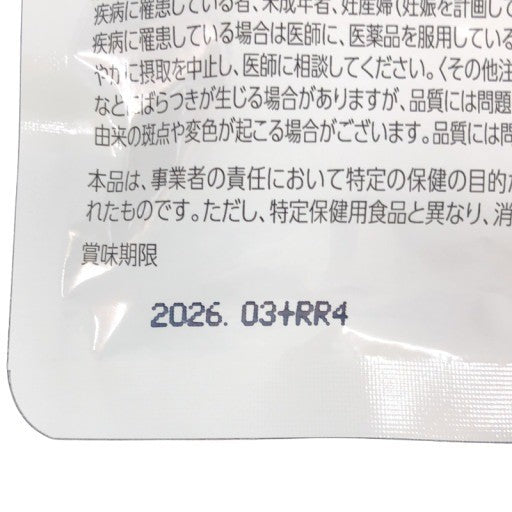 疾病に罹患している者、未成年者、妊産婦(妊娠を計画して
疾病に罹患している場合は医師に、医薬品を服用している
やかに摂取を中止し、医師に相談してください。〈その他注
などにばらつきが生じる場合がありますが、品質には問題
由来の斑点や変色が起こる場合がございます。品質には問
本品は、事業者の責任において特定の保健の目的が
れたものです。ただし、特定保健用食品と異なり、消
賞味期限
2026. 03+RR4